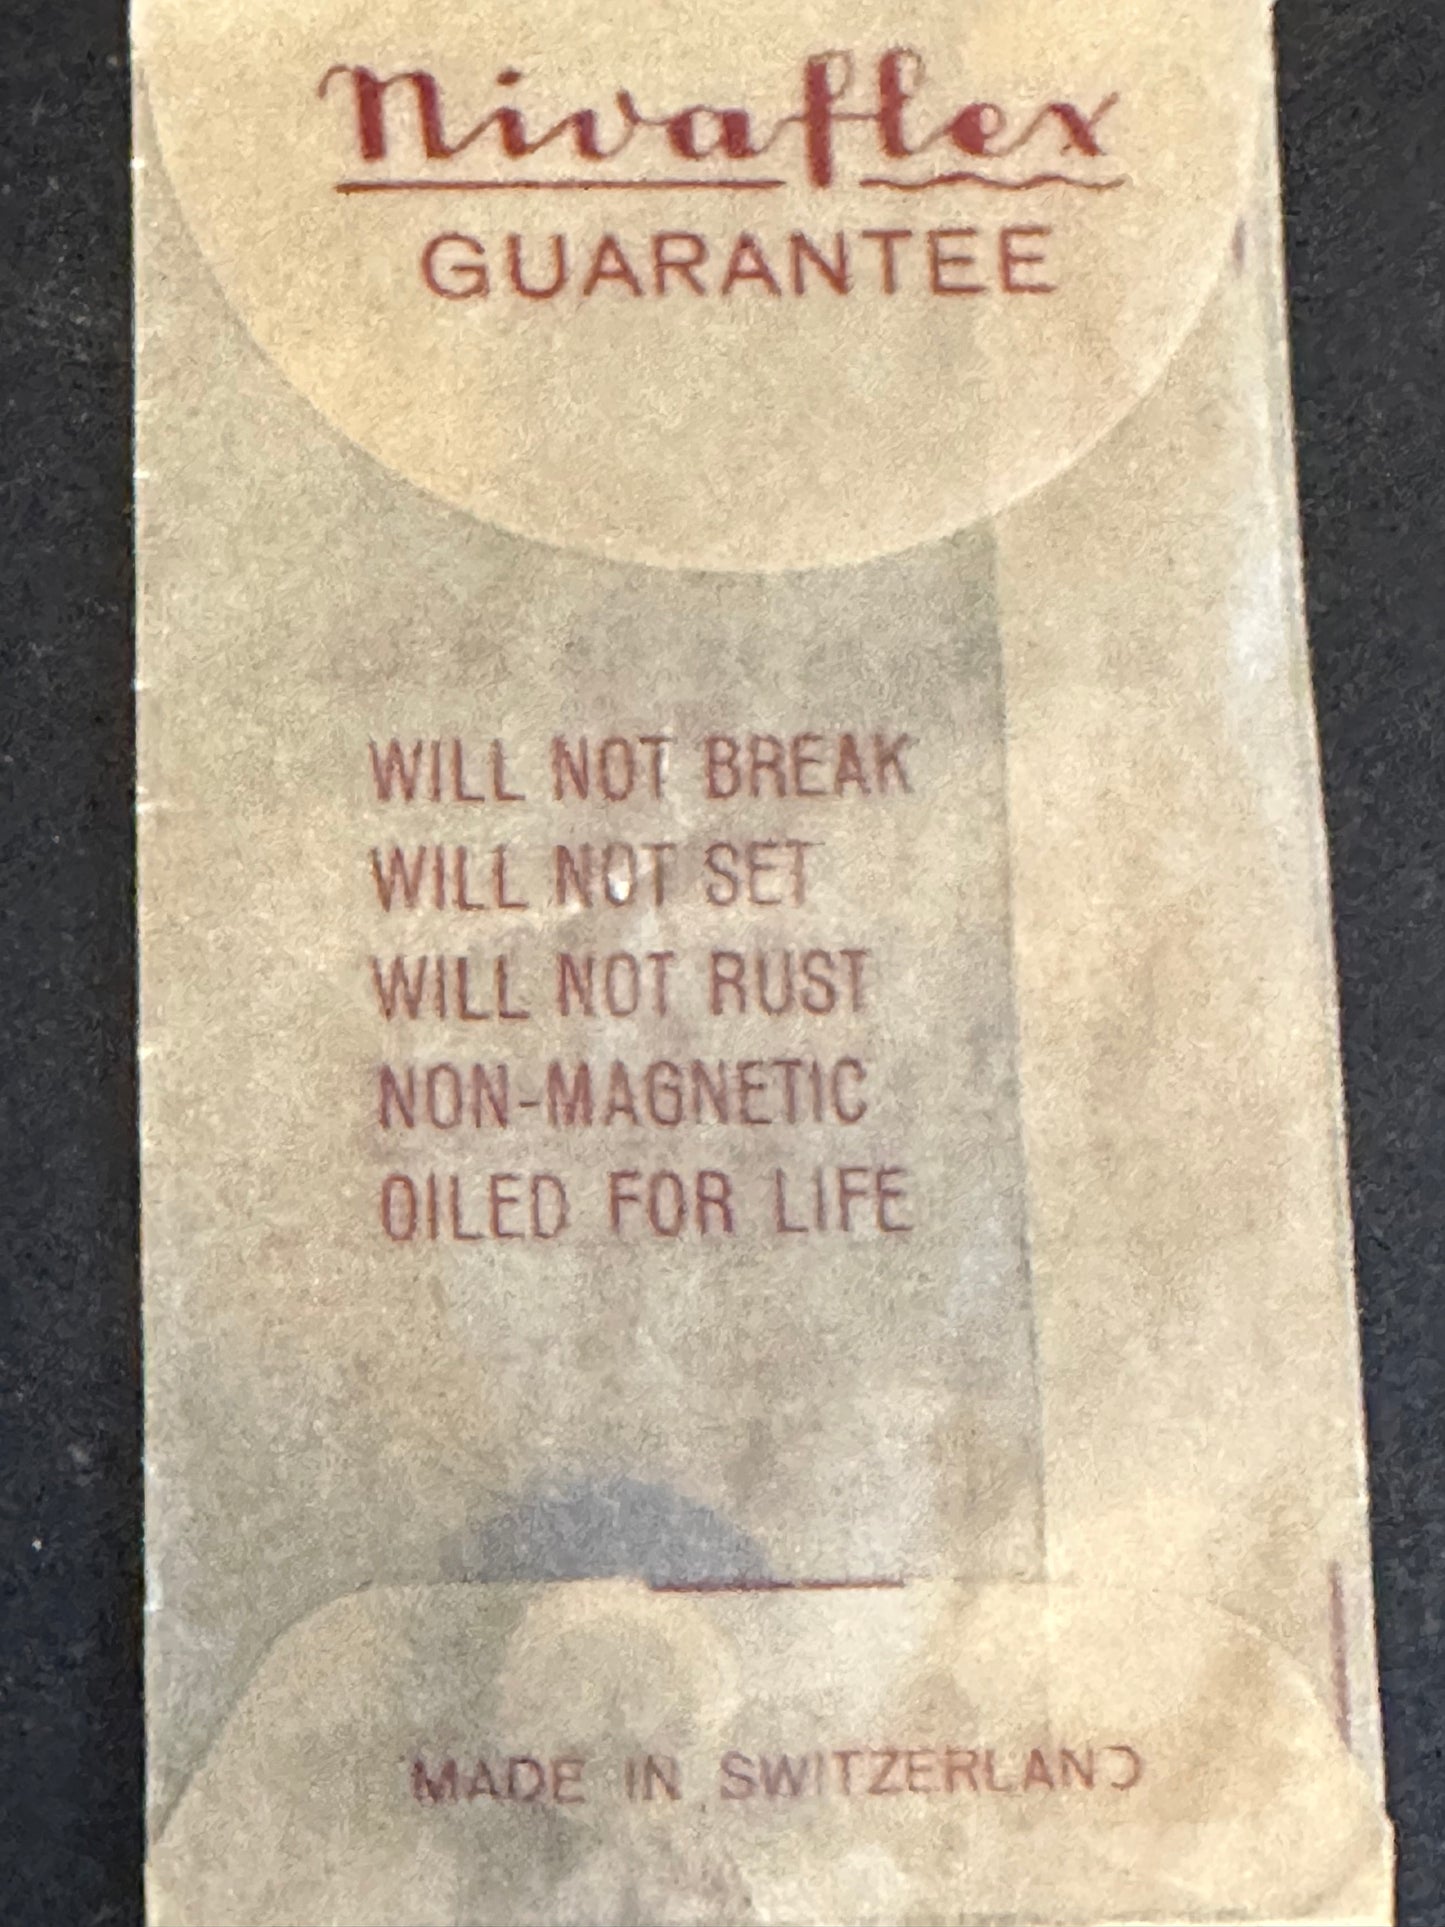 Nivaflex
GUARANTEE
WILL NOT BREAK
WILL NOT SET
WILL NOT RUST
NON-MAGNETIC
OILED FOR LIFE
MADE IN SWITZERLAND